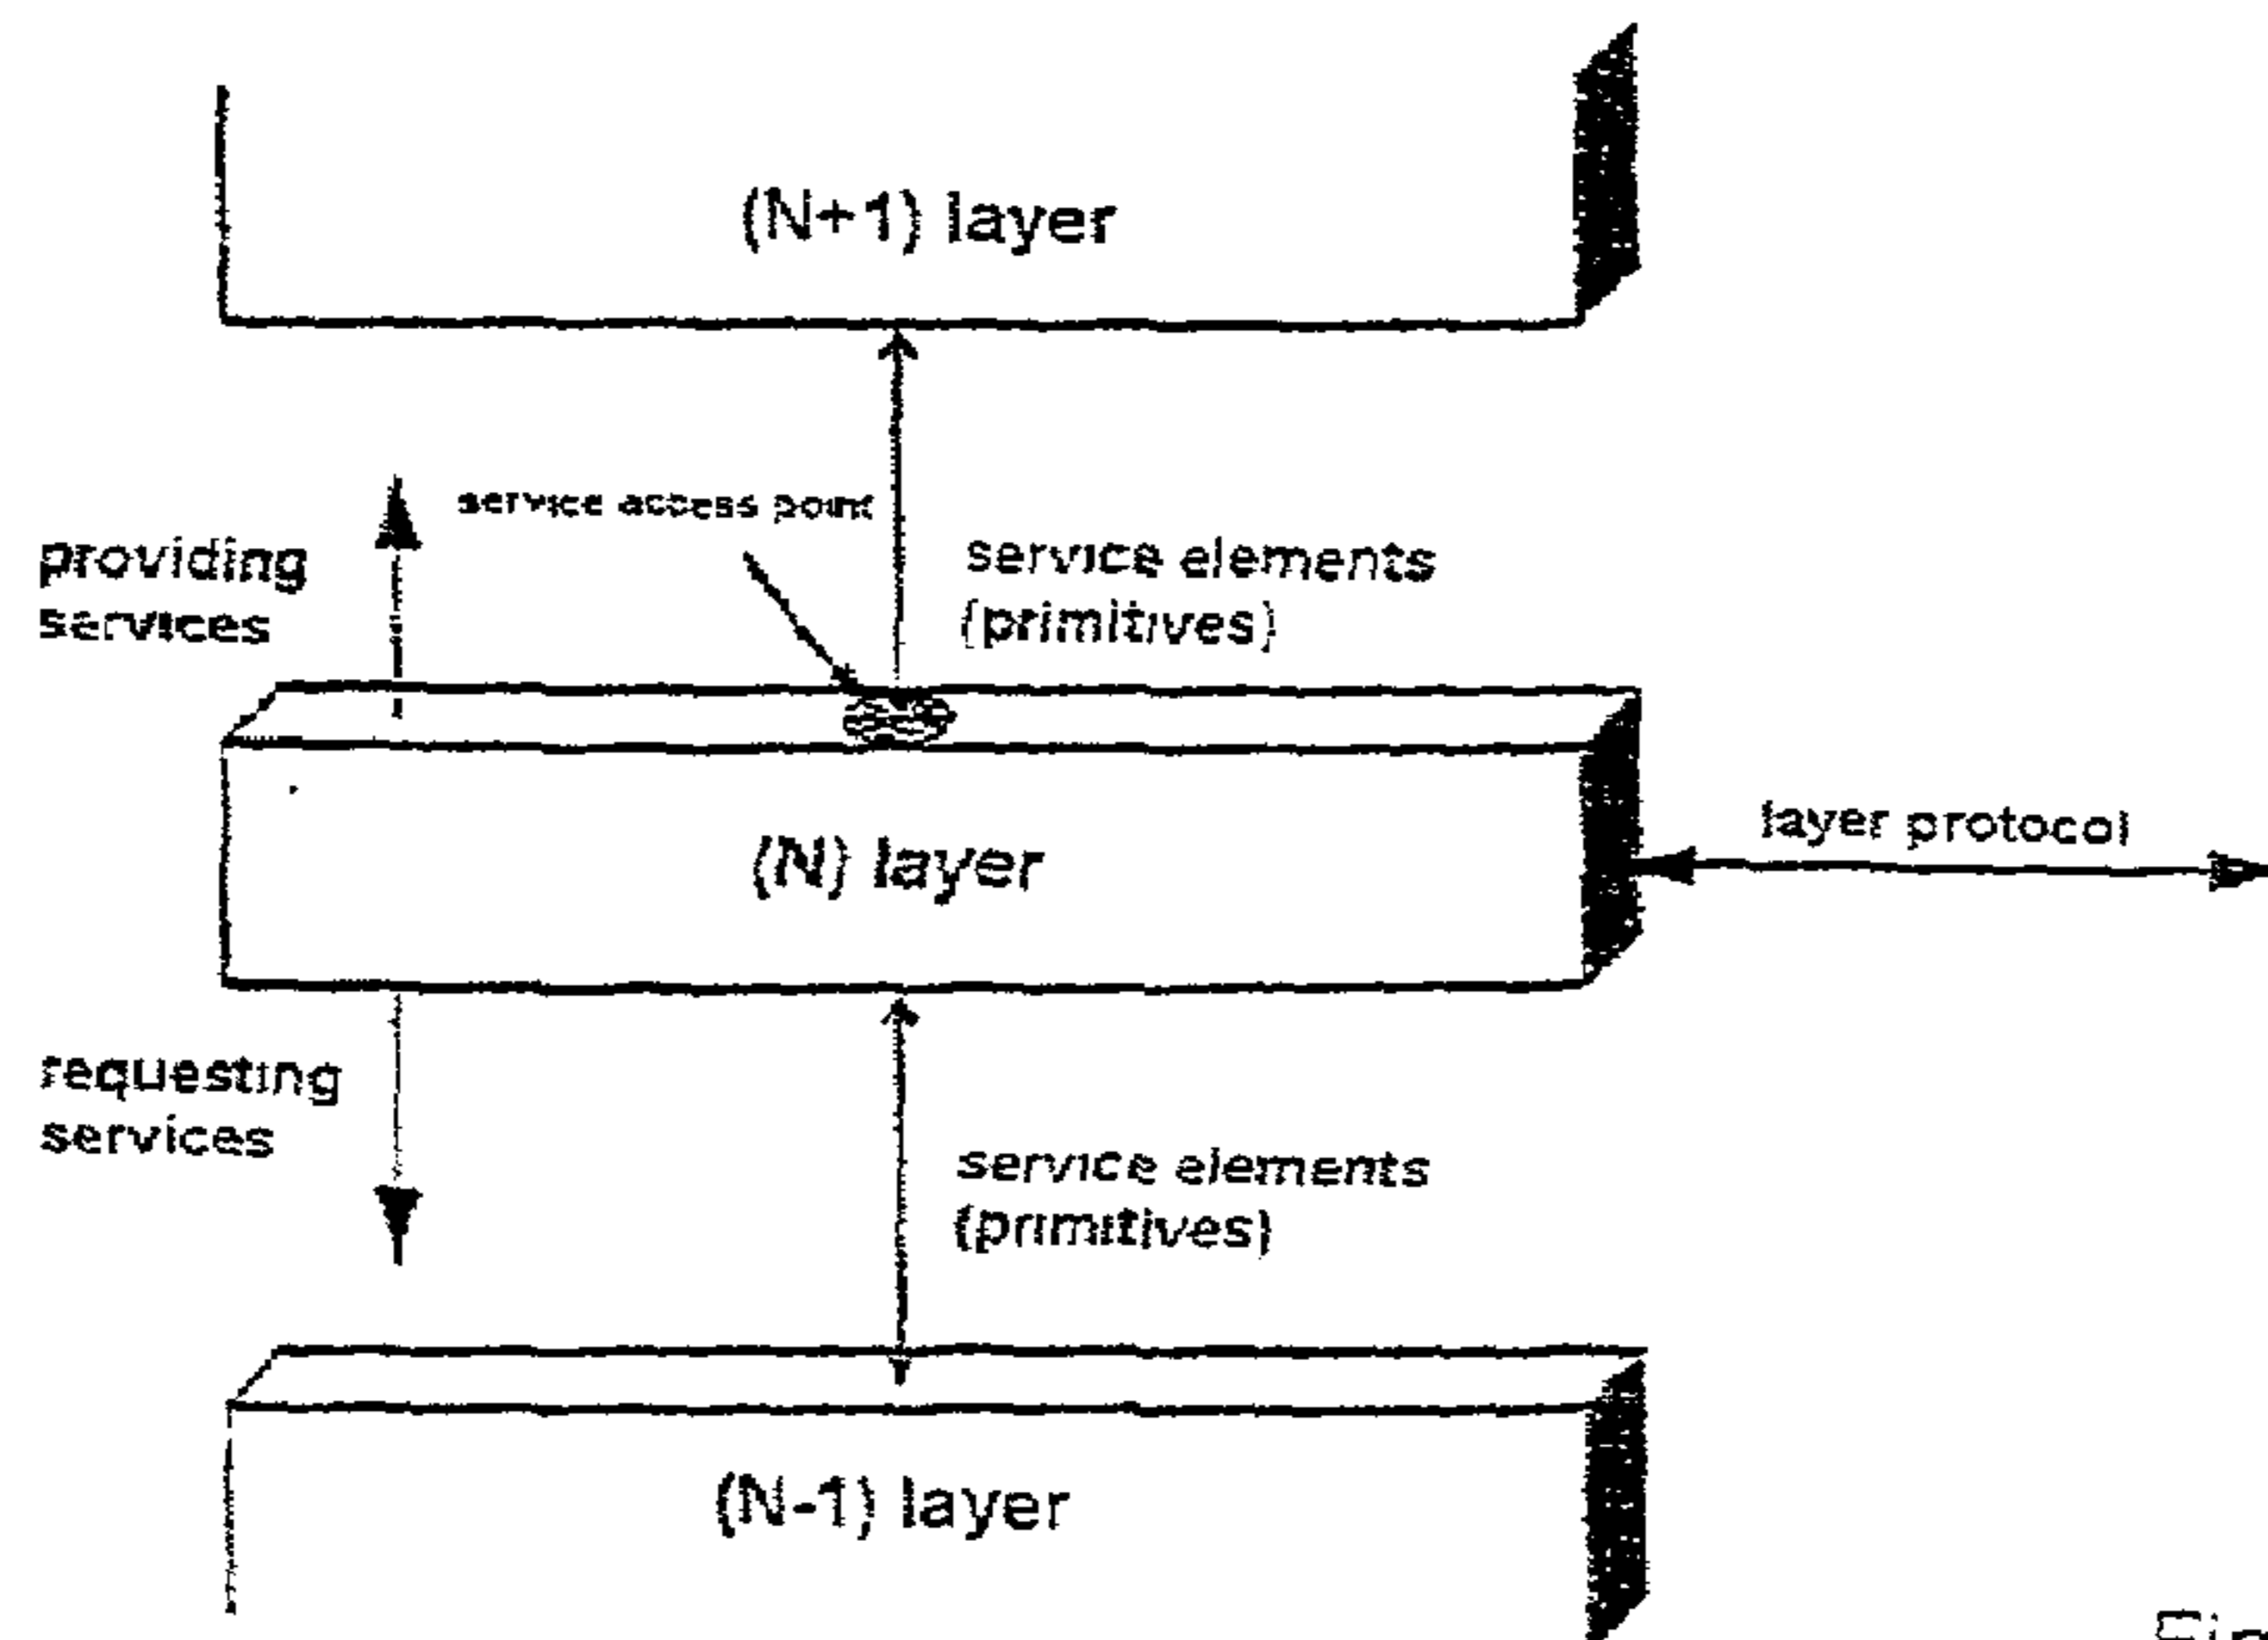 (N+1) layer
service access point
providing
services
service elements
(primitives)
(N) layer
layer protocol
requesting
services
service elements
(primitives)
(N-1) layer